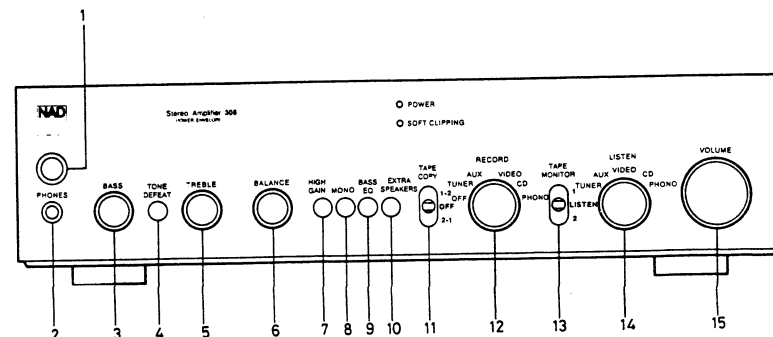 1
NAD
Stereo Amplifier 306
POWER ENVELOPE
POWER
SOFT CLIPPING
PHONES
BASS
TONE DEFEAT
TREBLE
BALANCE
HIGH GAIN
MONO
BASS EQ
EXTRA SPEAKERS
TAPE COPY
1-2
OFF
2-1
RECORD
OFF
TUNER
AUX
VIDEO
CD
PHONO
TAPE MONITOR
1
LISTEN
2
LISTEN
TUNER
AUX
VIDEO
CD
PHONO
VOLUME
2 3 4 5 6 7 8 9 10 11 12 13 14 15